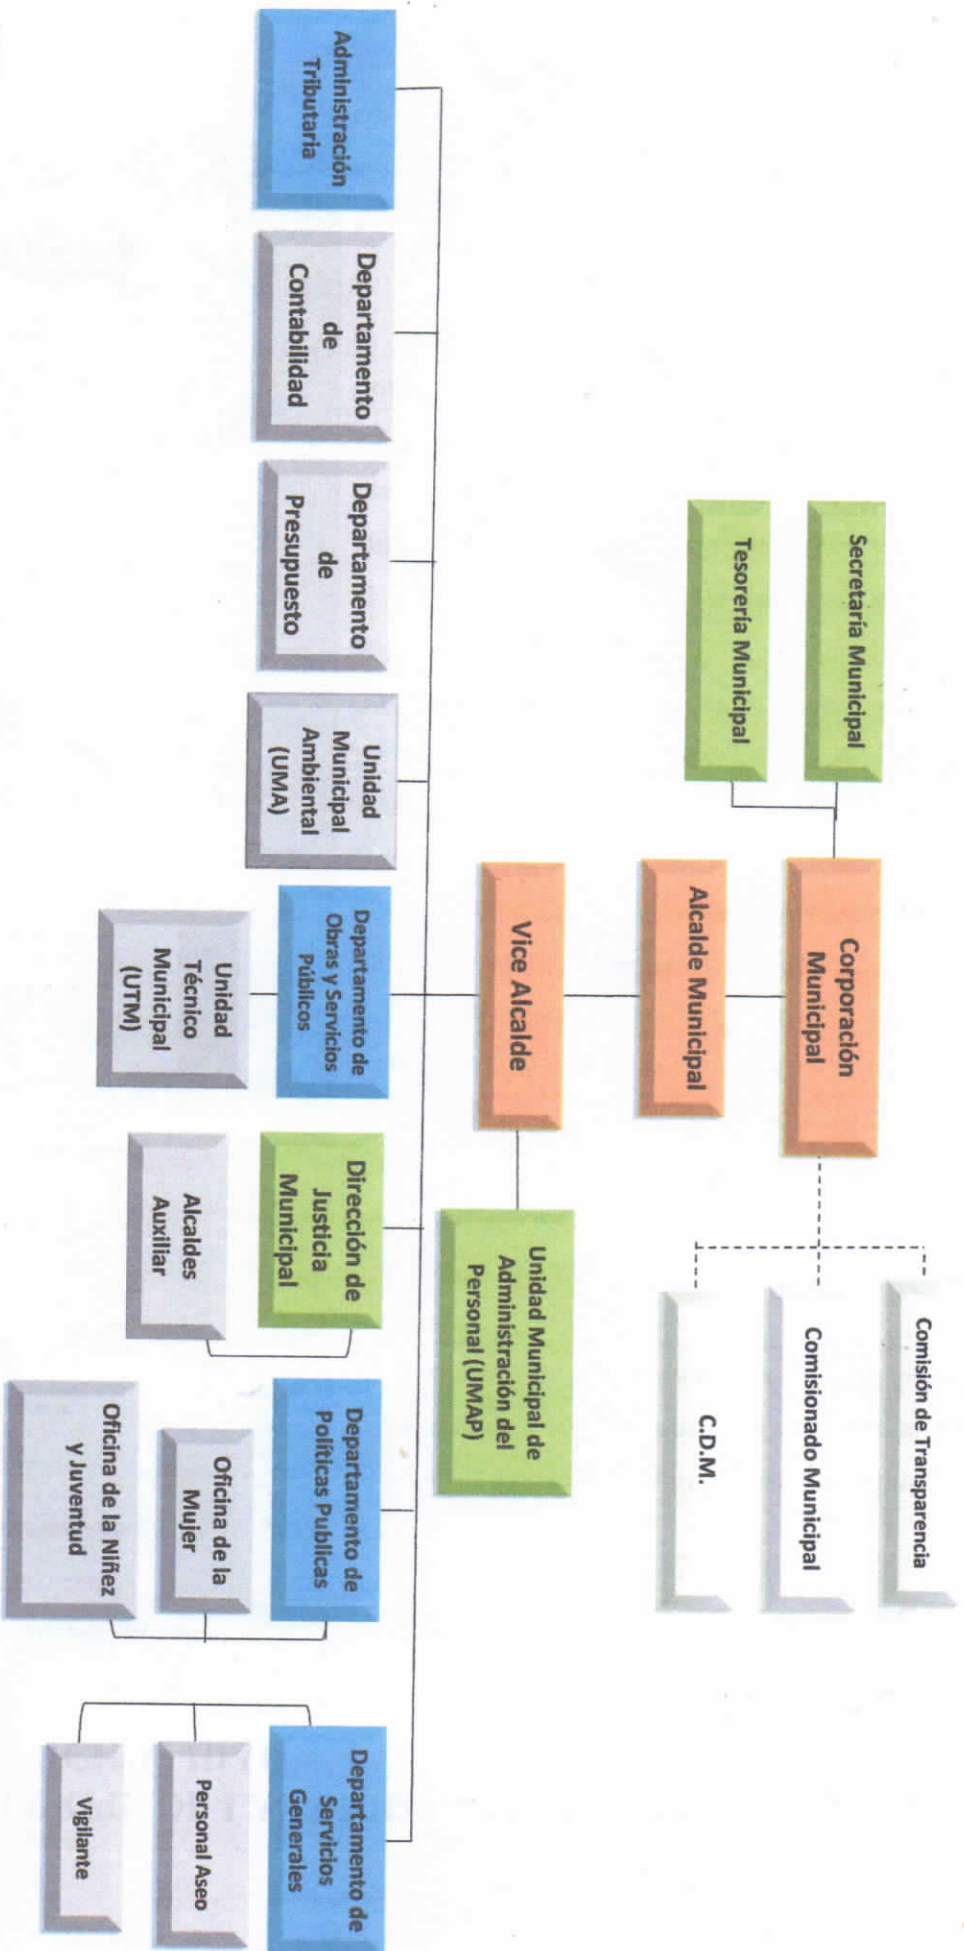 Secretaría Municipal
Tesorería Municipal
Corporación
Municipal
Alcalde Municipal
Vice Alcalde
Comisión de Transparencia
Comisionado Municipal
C.D.M.
Unidad Municipal de
Administración del
Personal (UMAP)
Administración
Tributaria
Departamento
de
Contabilidad
Departamento
de
Presupuesto
Unidad
Municipal
Ambiental
(UMA)
Departamento de
Obras y Servicios
Públicos
Unidad
Técnico
Municipal
(UTM)
Dirección de
Justicia
Municipal
Alcaldes
Auxiliar
Departamento de
Políticas Publicas
Oficina de la
Mujer
Oficina de la Niñez
y Juventud
Departamento de
Servicios
Generales
Personal Aseo
Vigilante